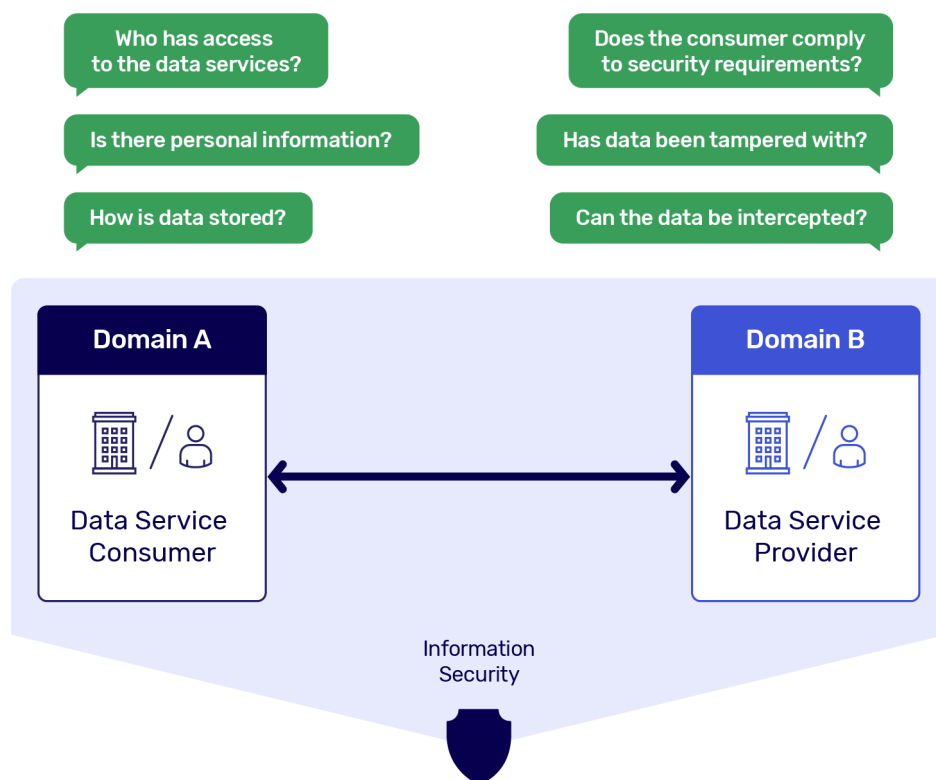 Who has access
to the data services?
Does the consumer comply
to security requirements?
Is there personal information?
Has data been tampered with?
How is data stored?
Can the data be intercepted?
Domain A
Domain B
Data Service
Consumer
Data Service
Provider
Information
Security